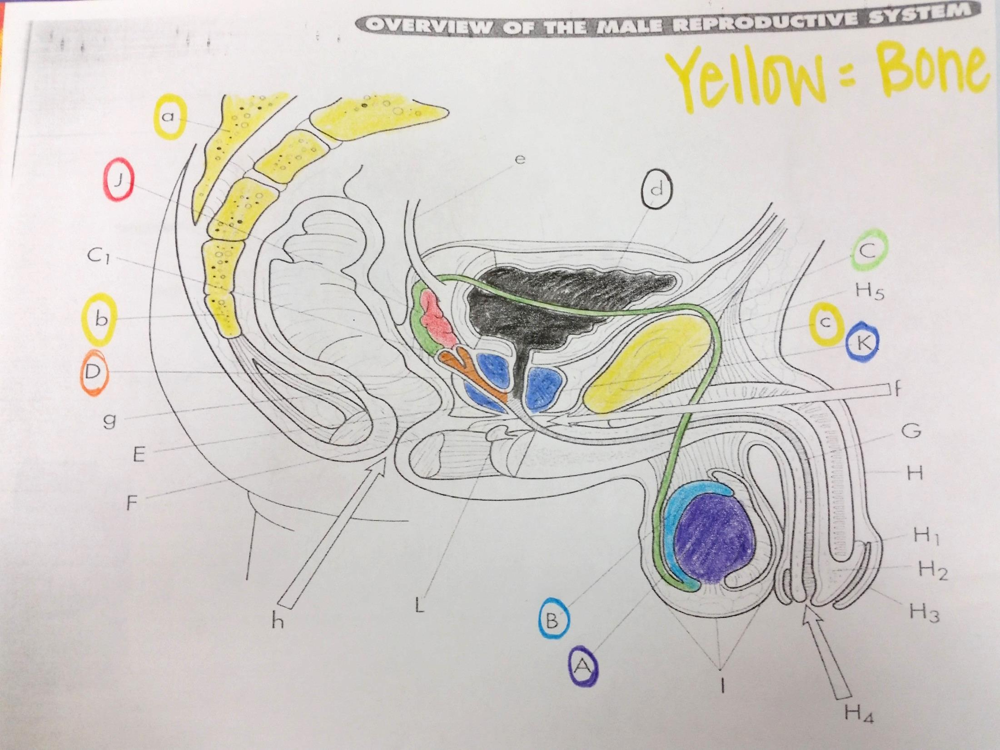 OVERVIEW OF THE MALE REPRODUCTIVE SYSTEM
Yellow = Bone
a
e
J
d
C1
C
H5
b
c
K
D
f
g
G
E
H
F
H1
H2
L
H3
h
B
A
I
H4